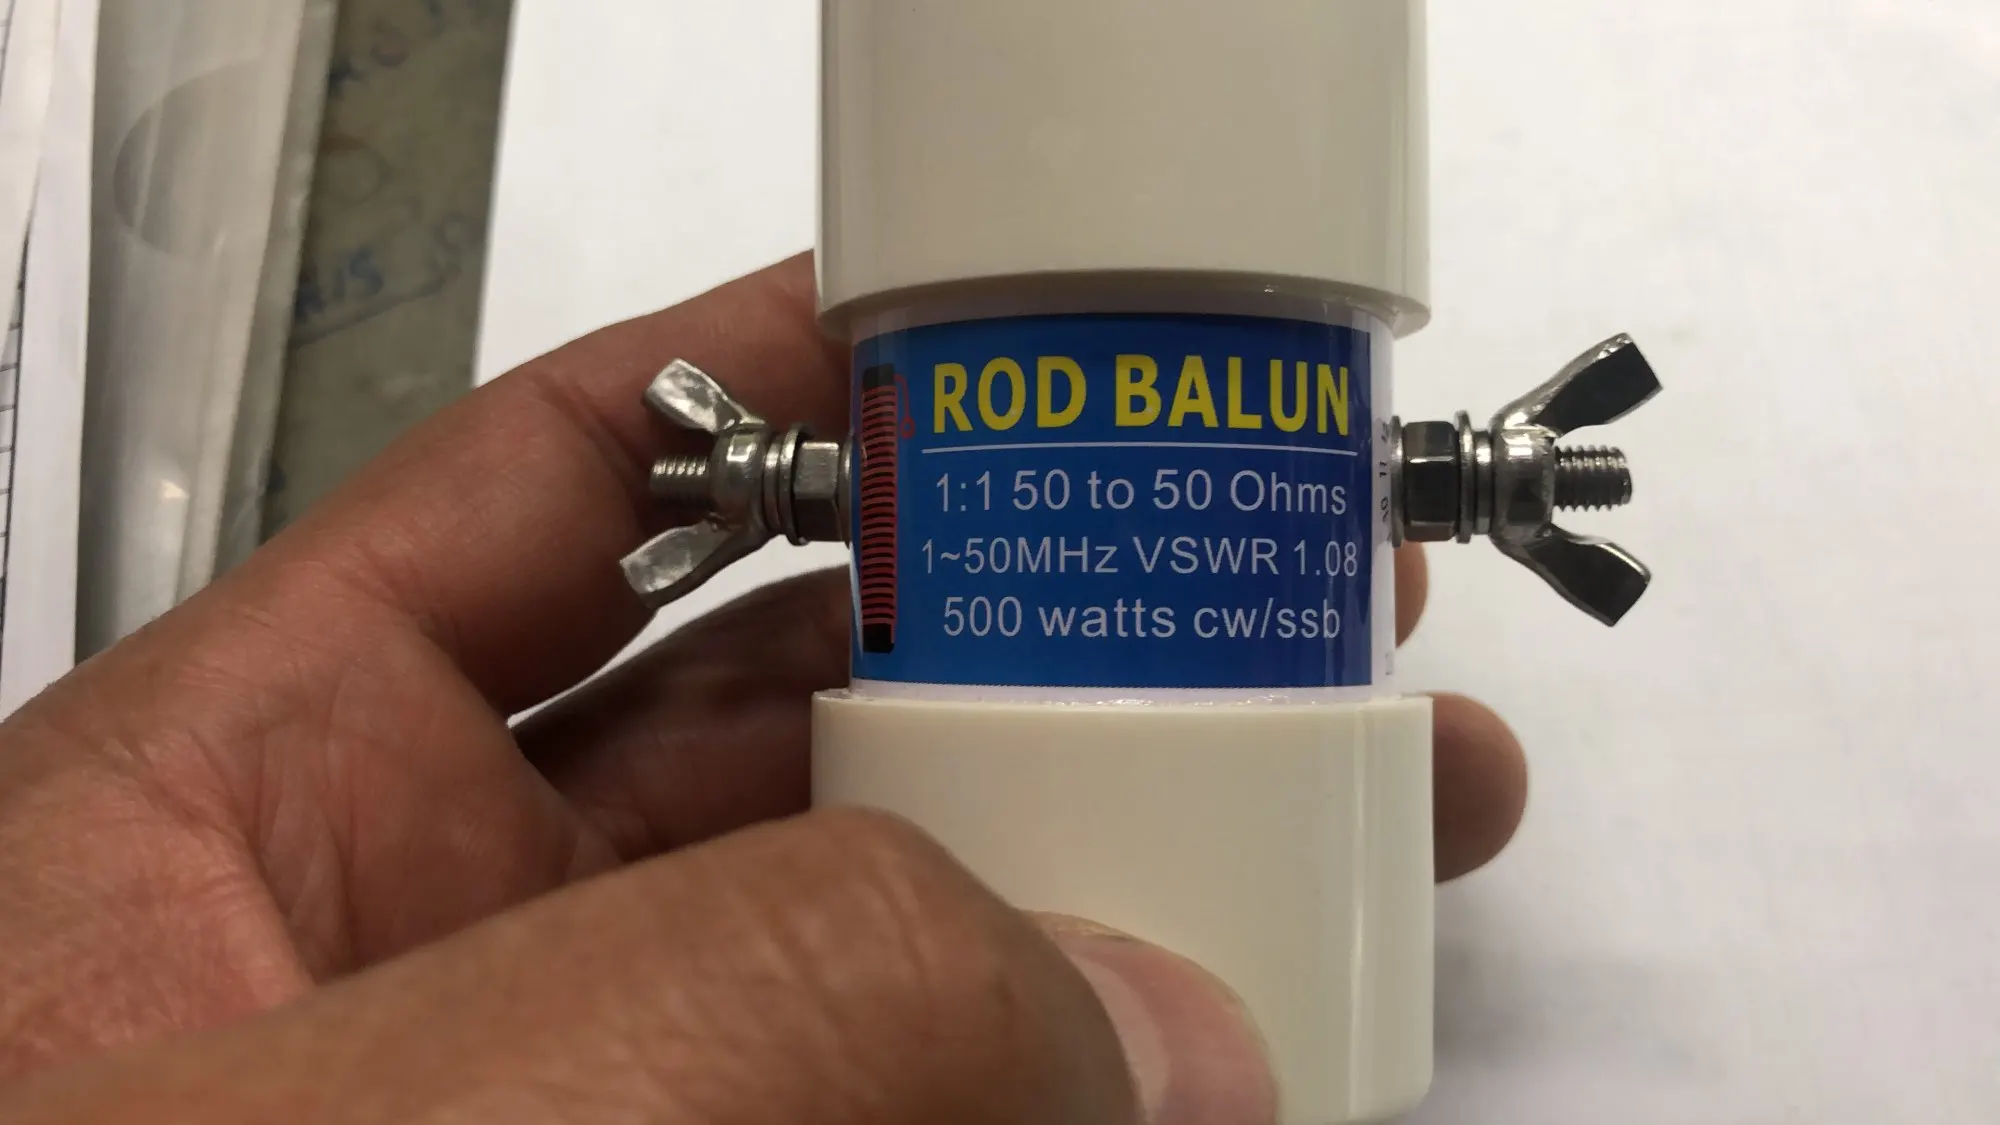 ROD BALUN
1:1 50 to 50 Ohms
1~50MHz VSWR 1.08
500 watts cw/ssb